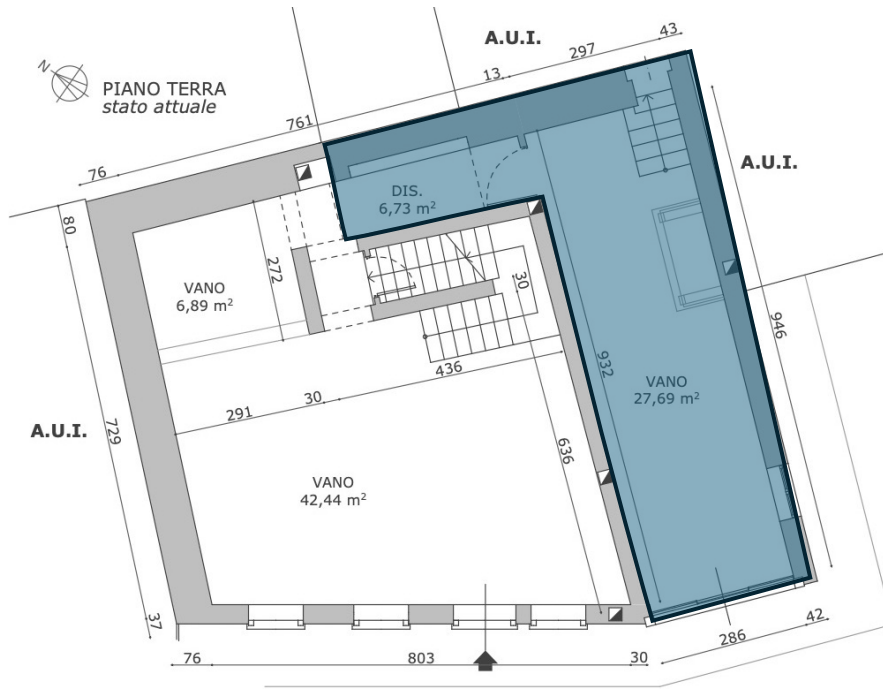 A.U.I.
43
297
13
N
PIANO TERRA
stato attuale
761
76
A.U.I.
80
DIS.
6,73 m²
272
VANO
6,89 m²
30
946
932
436
30
291
VANO
27,69 m²
A.U.I.
729
636
VANO
42,44 m²
37
42
286
76
803
30